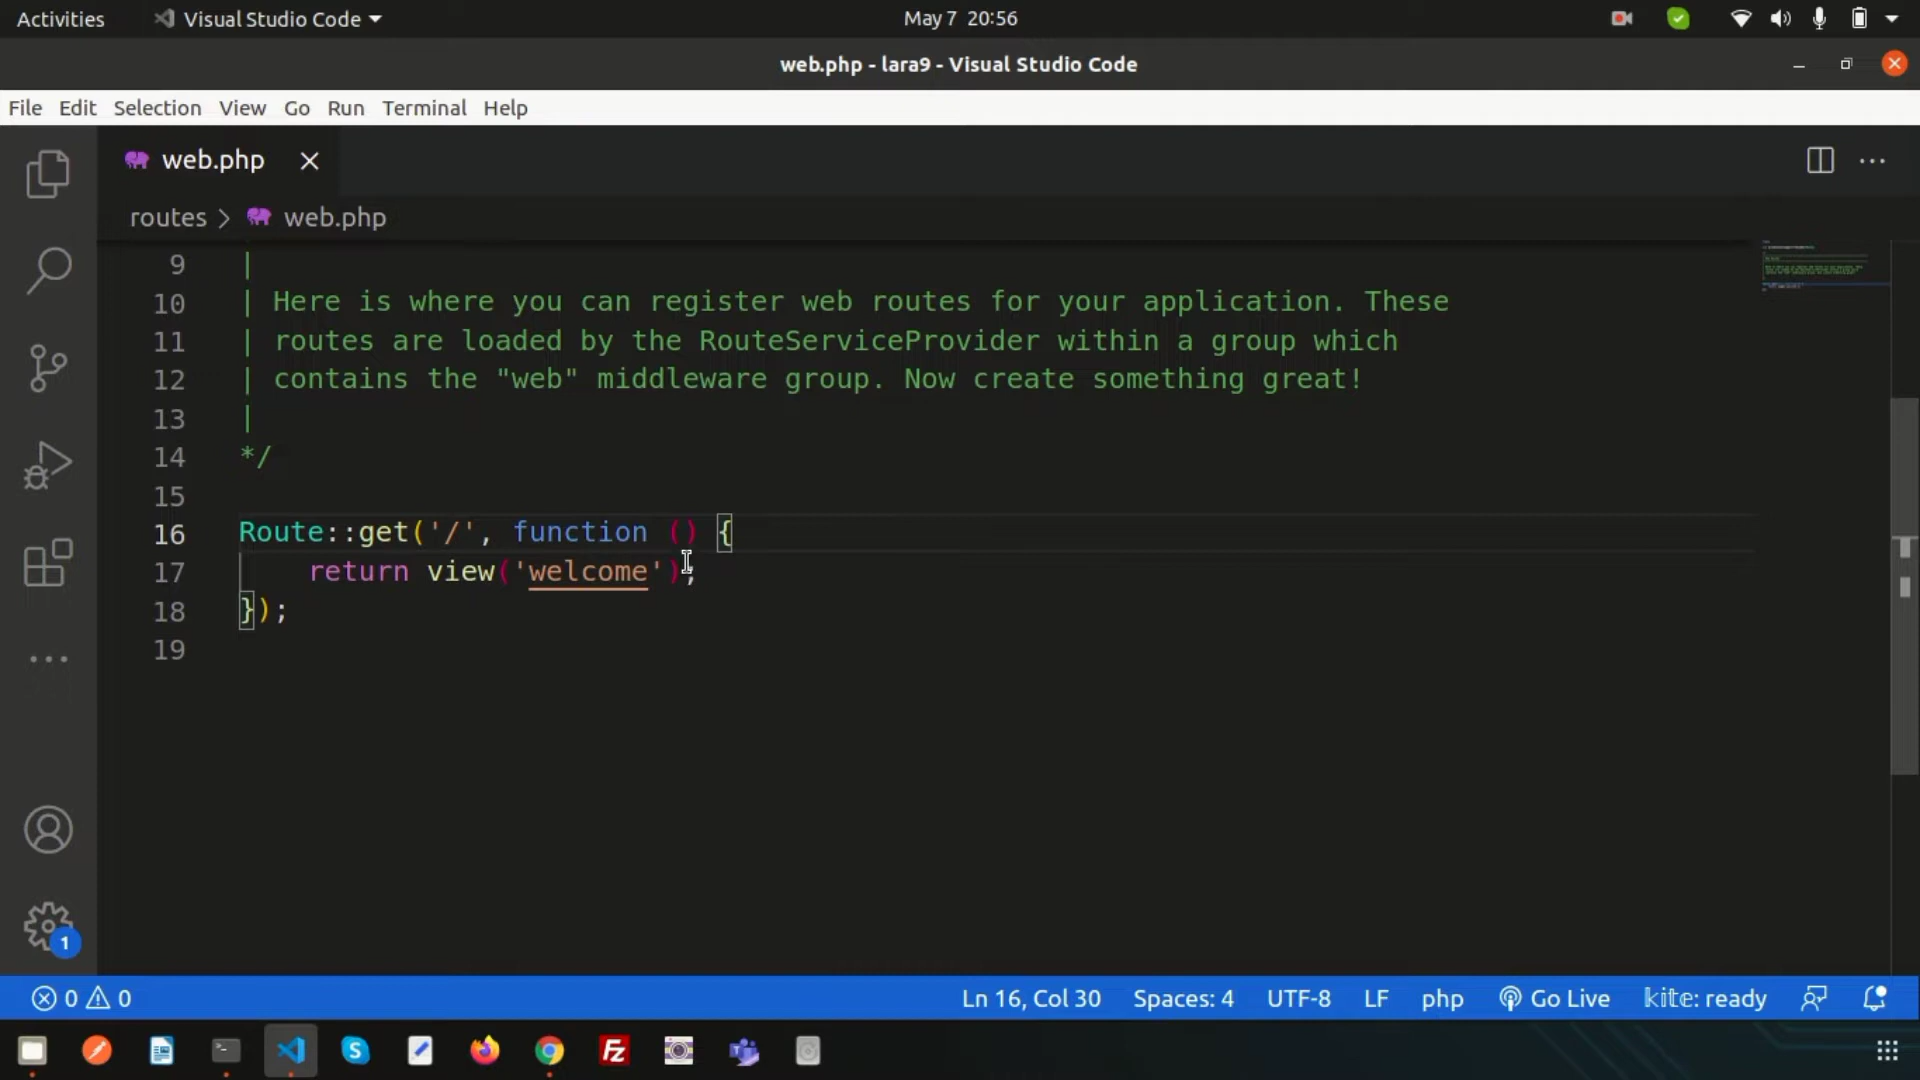 Activities Visual Studio Code May 7 20:56
web.php - lara9 - Visual Studio Code
File Edit Selection View Go Run Terminal Help
web.php
routes > web.php
9 |
10 | Here is where you can register web routes for your application. These
11 | routes are loaded by the RouteServiceProvider within a group which
12 | contains the "web" middleware group. Now create something great!
13 |
14 */
15
16 Route::get('/', function () {
17 return view('welcome');
18 });
19
1
0 0 Ln 16, Col 30 Spaces: 4 UTF-8 LF php Go Live kite: ready